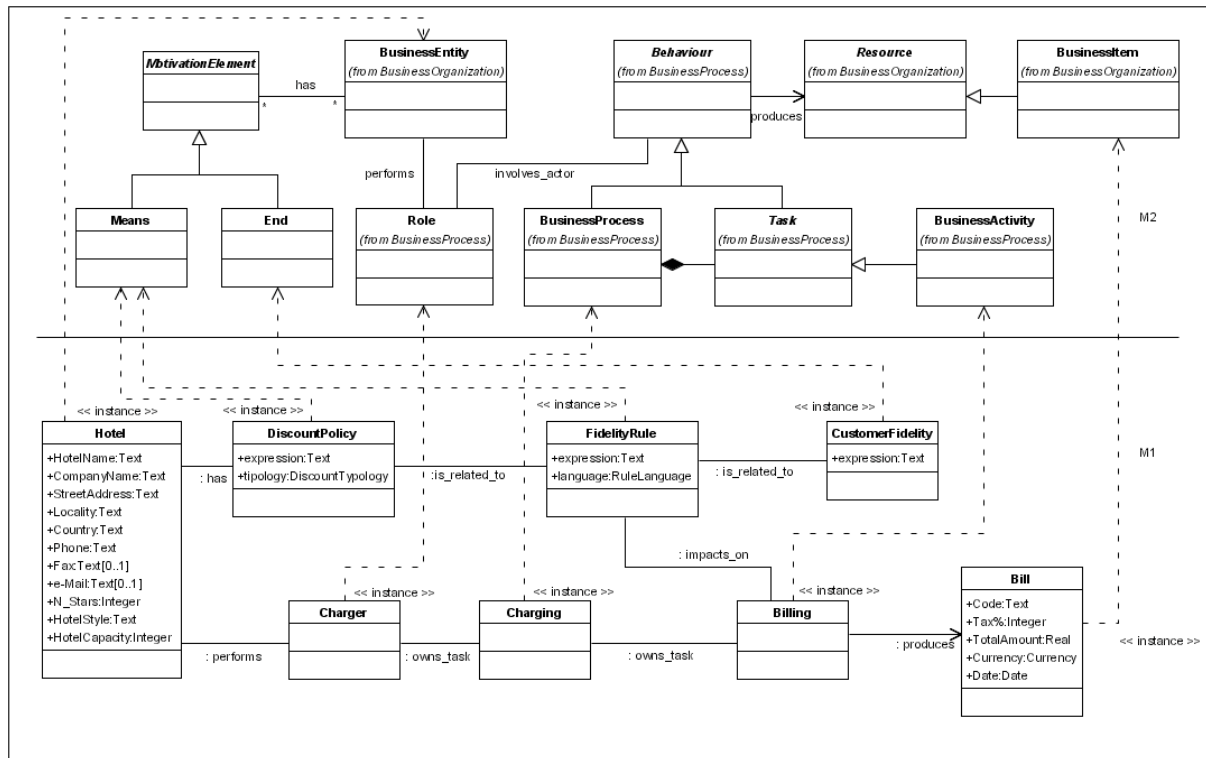 MotivationElement
BusinessEntity
(from BusinessOrganization)
Behaviour
(from BusinessProcess)
Resource
(from BusinessOrganization)
BusinessItem
(from BusinessOrganization)
has
*
*
produces
performs
involves_actor
Means
End
Role
(from BusinessProcess)
BusinessProcess
(from BusinessProcess)
Task
(from BusinessProcess)
BusinessActivity
(from BusinessProcess)
M2
<< instance >>
<< instance >>
<< instance >>
<< instance >>
Hotel
+HotelName:Text
+CompanyName:Text
+StreetAddress:Text
+Locality:Text
+Country:Text
+Phone:Text
+Fax:Text[0..1]
+e-Mail:Text[0..1]
+N_Stars:Integer
+HotelStyle:Text
+HotelCapacity:Integer
: has
DiscountPolicy
+expression:Text
+tipology:DiscountTypology
:is_related_to
FidelityRule
+expression:Text
+language:RuleLanguage
: is_related_to
CustomerFidelity
+expression:Text
M1
: impacts_on
<< instance >>
<< instance >>
<< instance >>
Charger
Charging
Billing
Bill
+Code:Text
+Tax%:Integer
+TotalAmount:Real
+Currency:Currency
+Date:Date
: performs
: owns_task
: owns_task
: produces
<< instance >>